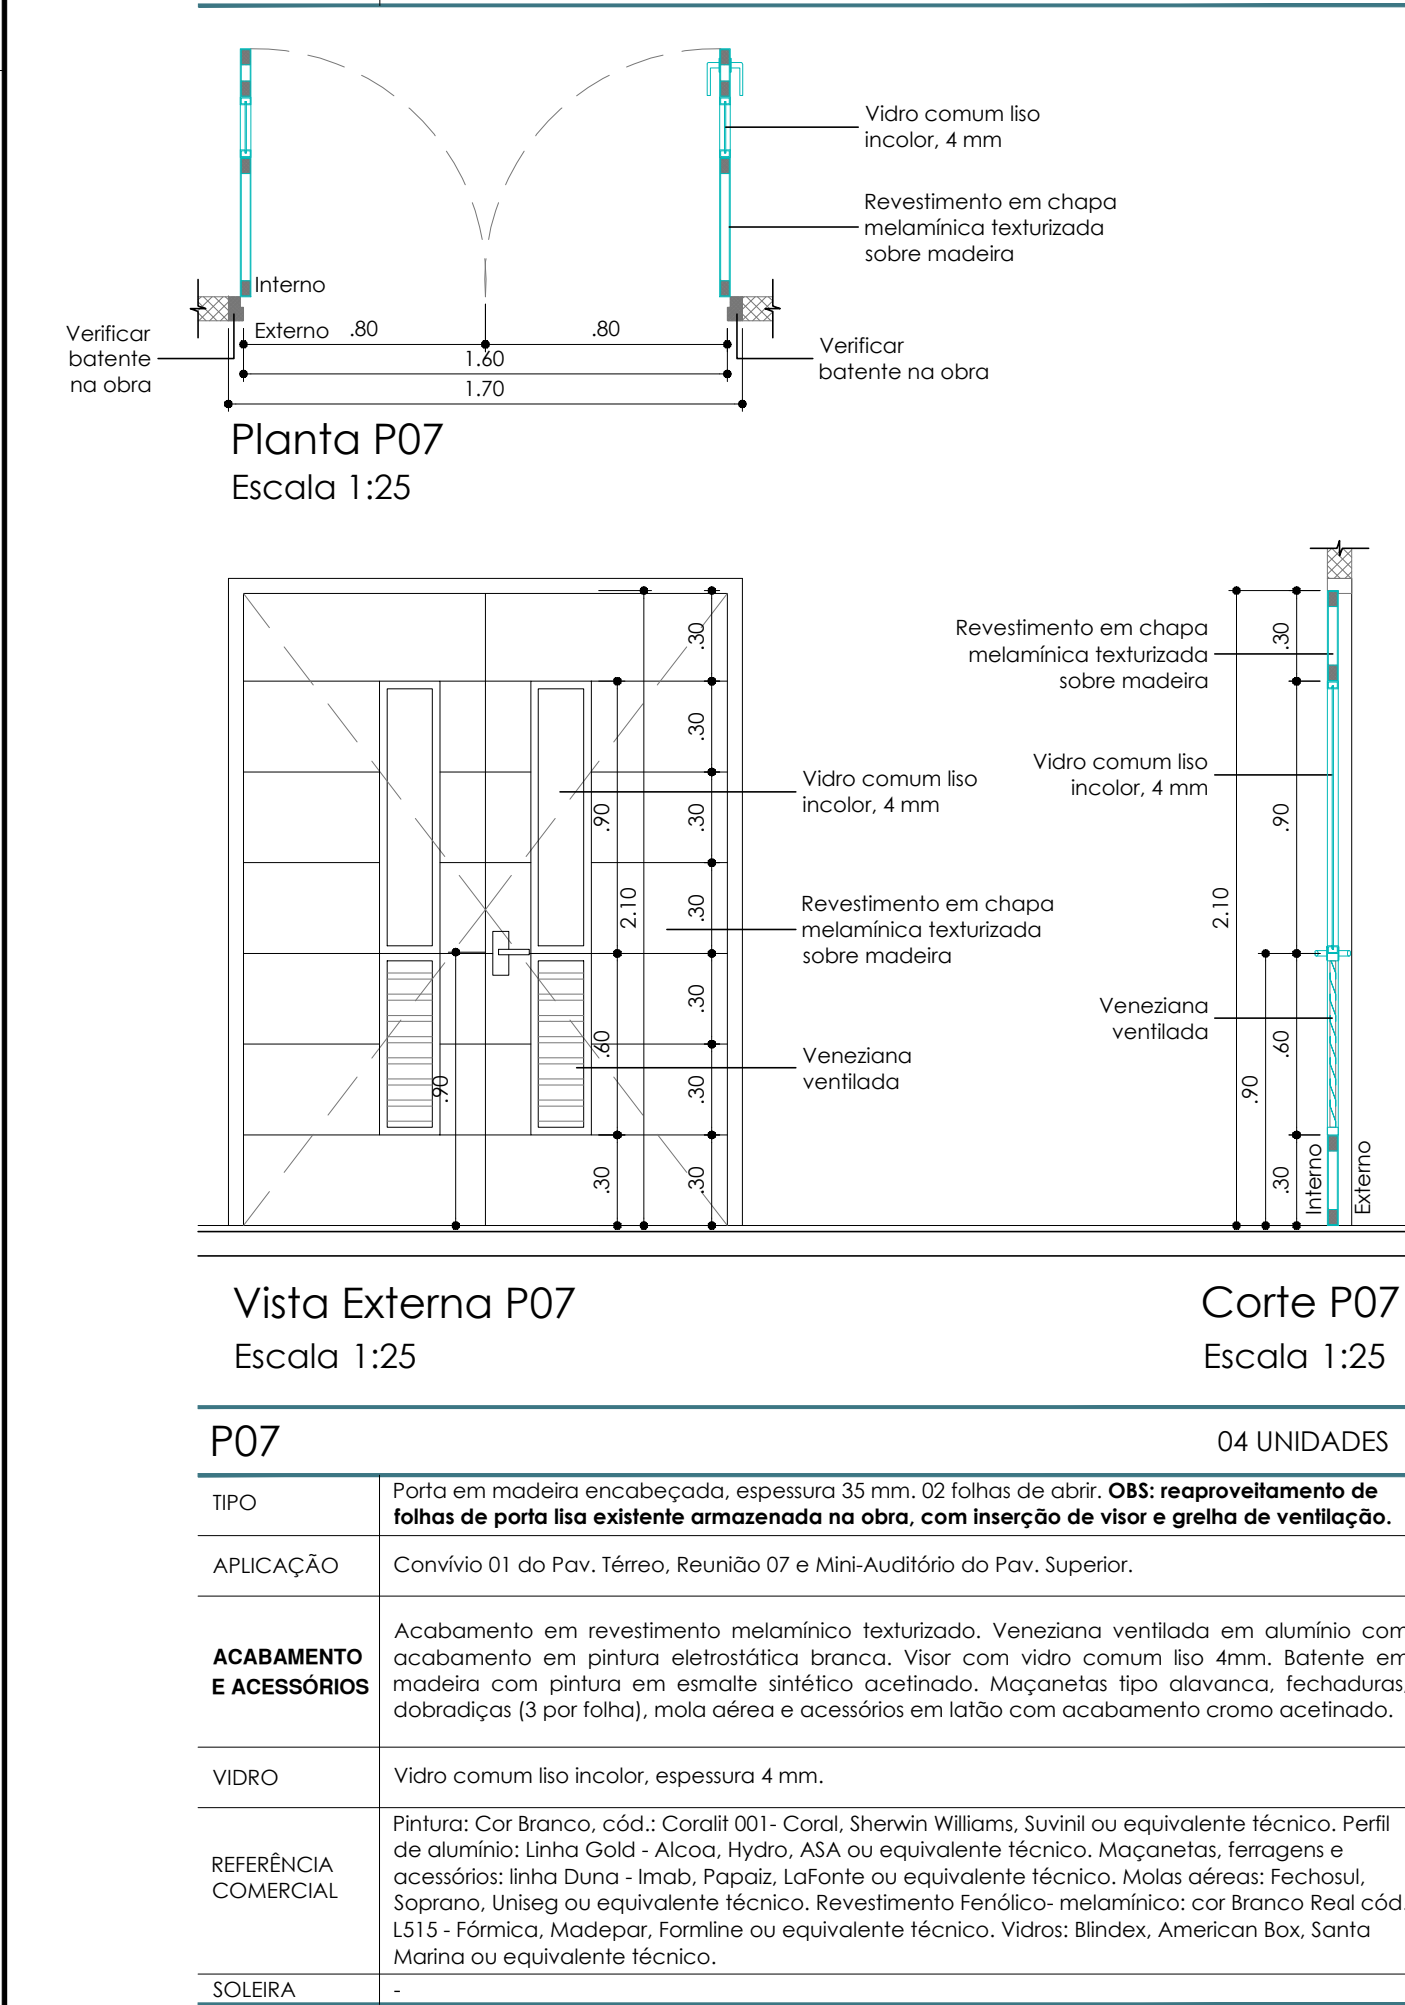 Vidro comum liso
incolor, 4 mm
Revestimento em chapa
melamínica texturizada
sobre madeira
Interno
Externo
.80
.80
Verificar
batente
na obra
1.60
1.70
Verificar
batente na obra
Planta P07
Escala 1:25
.30
.30
.30
.30
.30
.30
.30
.90
2.10
.60
.90
.30
Vidro comum liso
incolor, 4 mm
Revestimento em chapa
melamínica texturizada
sobre madeira
Veneziana
ventilada
Revestimento em chapa
melamínica texturizada
sobre madeira
Vidro comum liso
incolor, 4 mm
Veneziana
ventilada
.30
.90
2.10
.60
.90
.30
Interno
Externo
Vista Externa P07
Escala 1:25
Corte P07
Escala 1:25
P07
04 UNIDADES
TIPO
Porta em madeira encabeçada, espessura 35 mm. 02 folhas de abrir. OBS: reaproveitamento de
folhas de porta lisa existente armazenada na obra, com inserção de visor e grelha de ventilação.
APLICAÇÃO
Convívio 01 do Pav. Térreo, Reunião 07 e Mini-Auditório do Pav. Superior.
ACABAMENTO
E ACESSÓRIOS
Acabamento em revestimento melamínico texturizado. Veneziana ventilada em alumínio com
acabamento em pintura eletrostática branca. Visor com vidro comum liso 4mm. Batente em
madeira com pintura em esmalte sintético acetinado. Maçanetas tipo alavanca, fechaduras,
dobradiças (3 por folha), mola aérea e acessórios em latão com acabamento cromo acetinado.
VIDRO
Vidro comum liso incolor, espessura 4 mm.
REFERÊNCIA
COMERCIAL
Pintura: Cor Branco, cód.: Coralit 001- Coral, Sherwin Williams, Suvinil ou equivalente técnico. Perfil
de alumínio: Linha Gold - Alcoa, Hydro, ASA ou equivalente técnico. Maçanetas, ferragens e
acessórios: linha Duna - Imab, Papaiz, LaFonte ou equivalente técnico. Molas aéreas: Fechosul,
Soprano, Uniseg ou equivalente técnico. Revestimento Fenólico- melamínico: cor Branco Real cód.
L515 - Fórmica, Madepar, Formline ou equivalente técnico. Vidros: Blindex, American Box, Santa
Marina ou equivalente técnico.
SOLEIRA
-